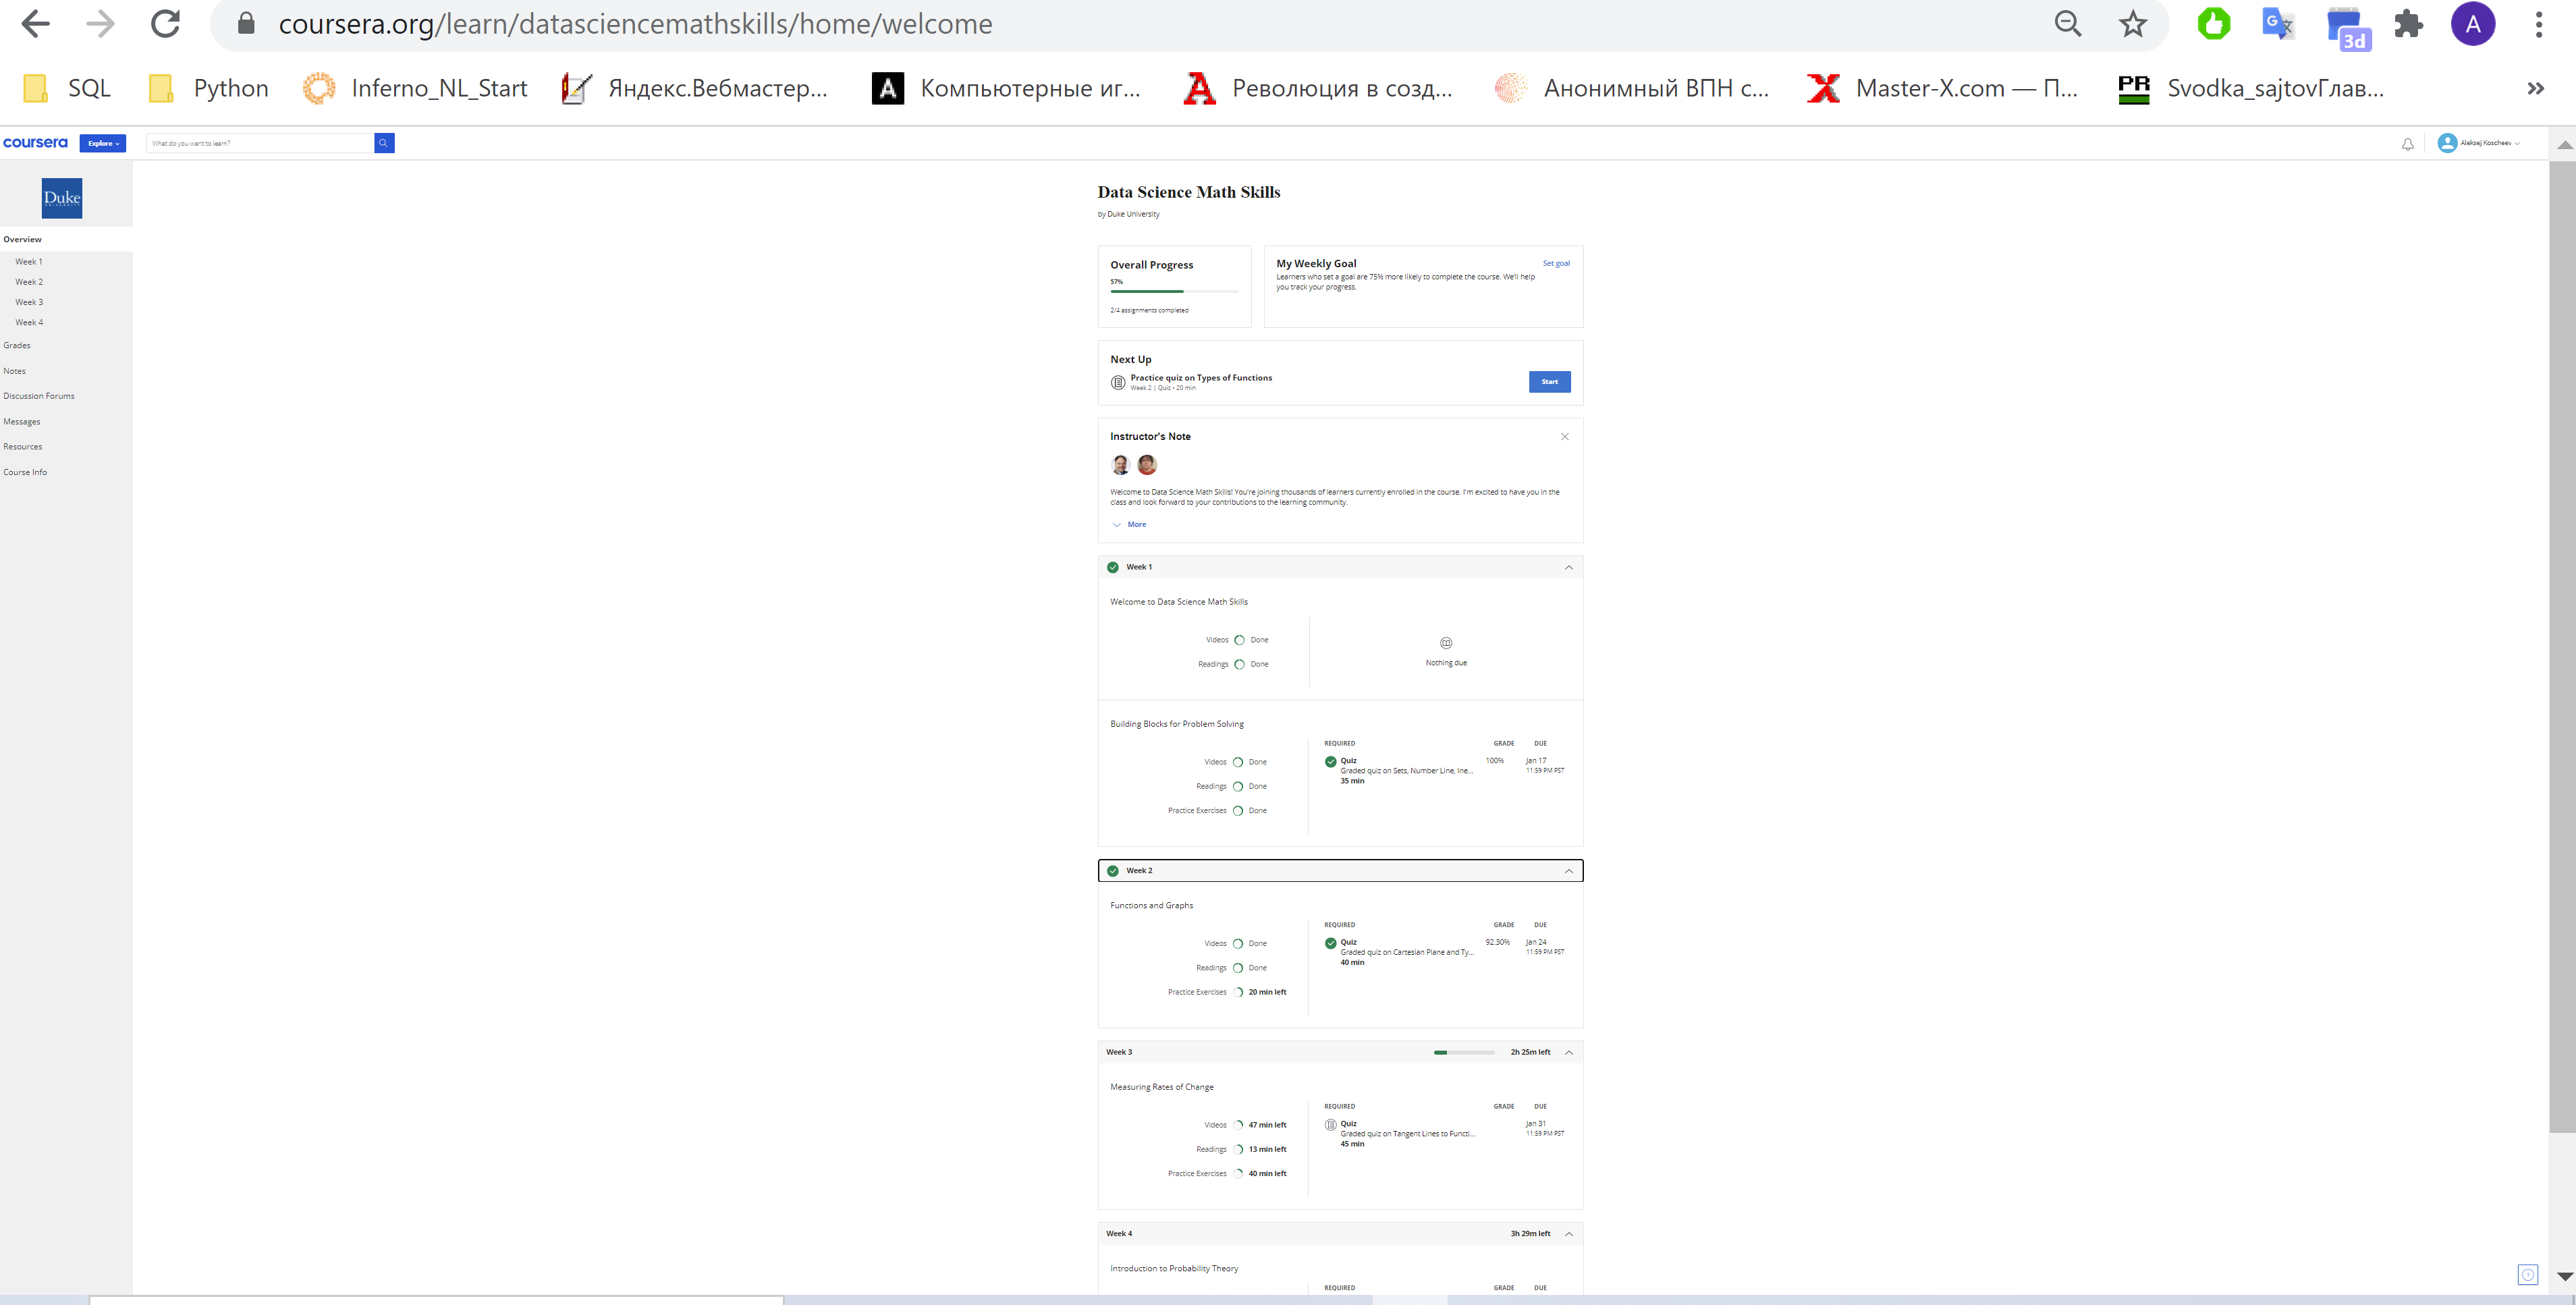 coursera.org/learn/datasciencemathskills/home/welcome
3d
A
SQL
Python
Inferno_NL_Start
Яндекс.Вебмастер...
Компьютерные иг...
Революция в созд...
Анонимный ВПН с...
Master-X.com — П...
PR
Svodka_sajtovГлав...
coursera
Explore
What do you want to learn?
Aleksej Koscheev
Duke
UNIVERSITY
Overview
Week 1
Week 2
Week 3
Week 4
Grades
Notes
Discussion Forums
Messages
Resources
Course Info
Data Science Math Skills
by Duke University
Overall Progress
57%
2/4 assignments completed
My Weekly Goal
Set goal
Learners who set a goal are 75% more likely to complete the course. We'll help
you track your progress.
Next Up
Practice quiz on Types of Functions
Week 2 | Quiz • 20 min
Start
Instructor's Note
Welcome to Data Science Math Skills! You're joining thousands of learners currently enrolled in the course. I'm excited to have you in the
class and look forward to your contributions to the learning community.
More
Week 1
Welcome to Data Science Math Skills
Videos Done
Readings Done
Nothing due
Building Blocks for Problem Solving
Videos Done
Readings Done
Practice Exercises Done
REQUIRED GRADE DUE
Quiz 100% Jan 17
Graded quiz on Sets, Number Line, Ine... 11:59 PM PST
35 min
Week 2
Functions and Graphs
Videos Done
Readings Done
Practice Exercises 20 min left
REQUIRED GRADE DUE
Quiz 92.30% Jan 24
Graded quiz on Cartesian Plane and Ty... 11:59 PM PST
40 min
Week 3 2h 25m left
Measuring Rates of Change
Videos 47 min left
Readings 13 min left
Practice Exercises 40 min left
REQUIRED GRADE DUE
Quiz Jan 31
Graded quiz on Tangent Lines to Functi... 11:59 PM PST
45 min
Week 4 3h 29m left
Introduction to Probability Theory
REQUIRED GRADE DUE